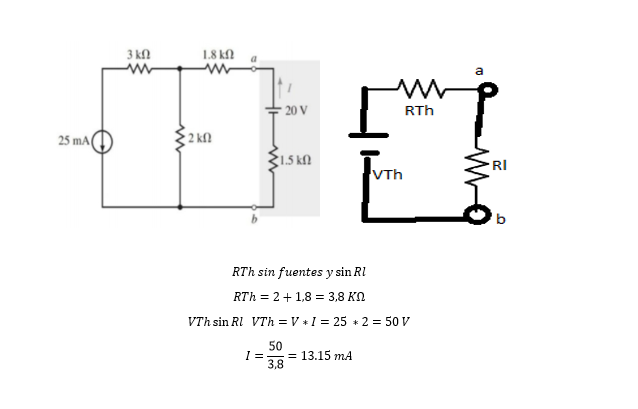 3 kΩ 1.8 kΩ a
I
20 V
25 mA 2 kΩ
1.5 kΩ
b
a
RTh
VTh Rl
b
RTh sin fuentes y sin Rl
RTh = 2 + 1,8 = 3,8 KΩ
VTh sin Rl VTh = V * I = 25 * 2 = 50 V
I = 50/3,8 = 13.15 mA